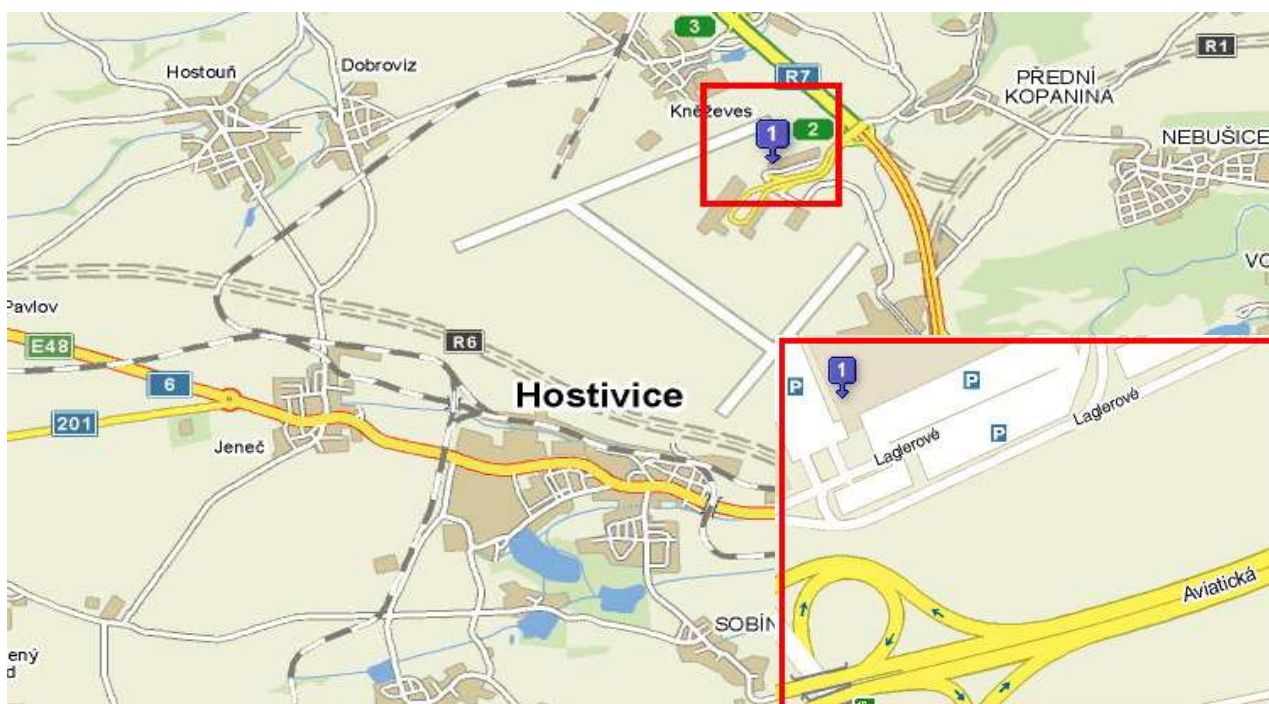 3
R1
Hostouň
Dobroviz
R7
PŘEDNÍ
KOPANINA
Kněževes
1
2
NEBUŠICE
Pavlov
E48
R6
6
201
Hostivice
Jeneč
SOBÍN
ený
d
VO
1
P
P
P
Laglerové
Laglerové
Aviatická